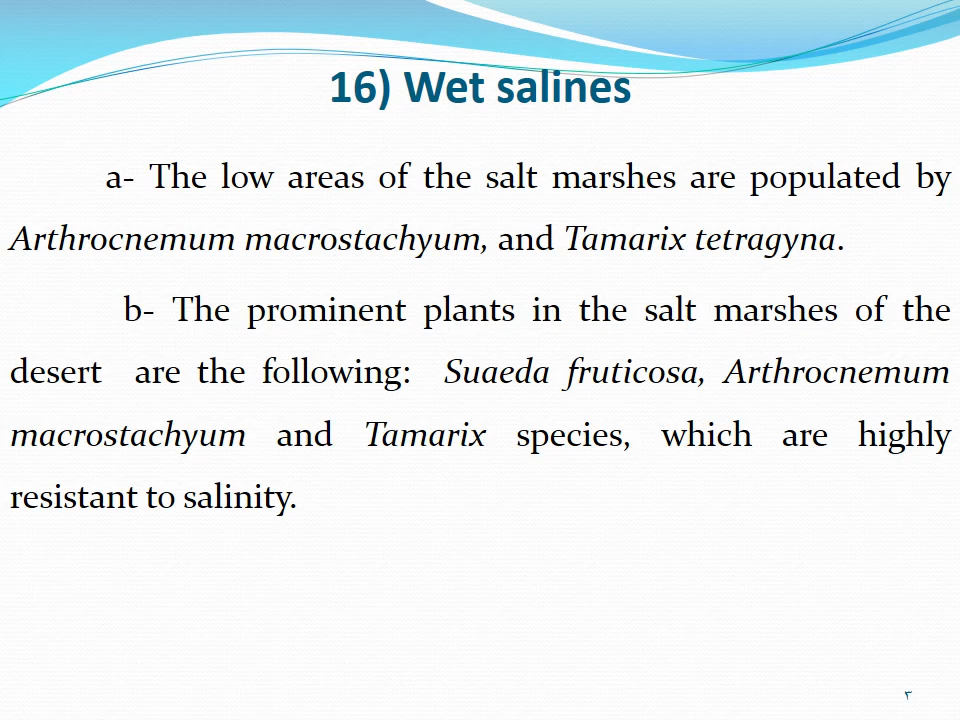 16) Wet salines
a- The low areas of the salt marshes are populated by
Arthrocnemum macrostachyum, and Tamarix tetragyna.
b- The prominent plants in the salt marshes of the
desert are the following: Suaeda fruticosa, Arthrocnemum
macrostachyum and Tamarix species, which are highly
resistant to salinity.
٣